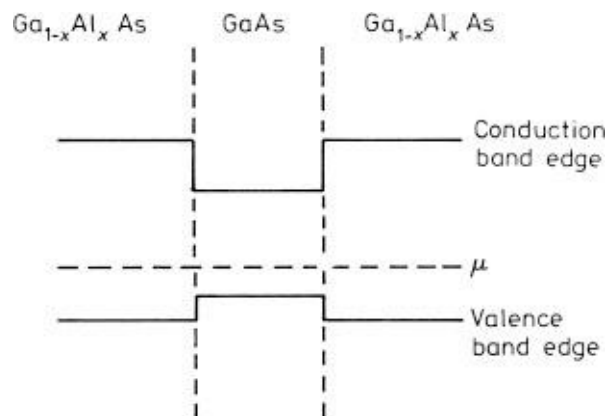 Ga₁₋ₓAlₓ As GaAs Ga₁₋ₓAlₓ As
Conduction
band edge
μ
Valence
band edge